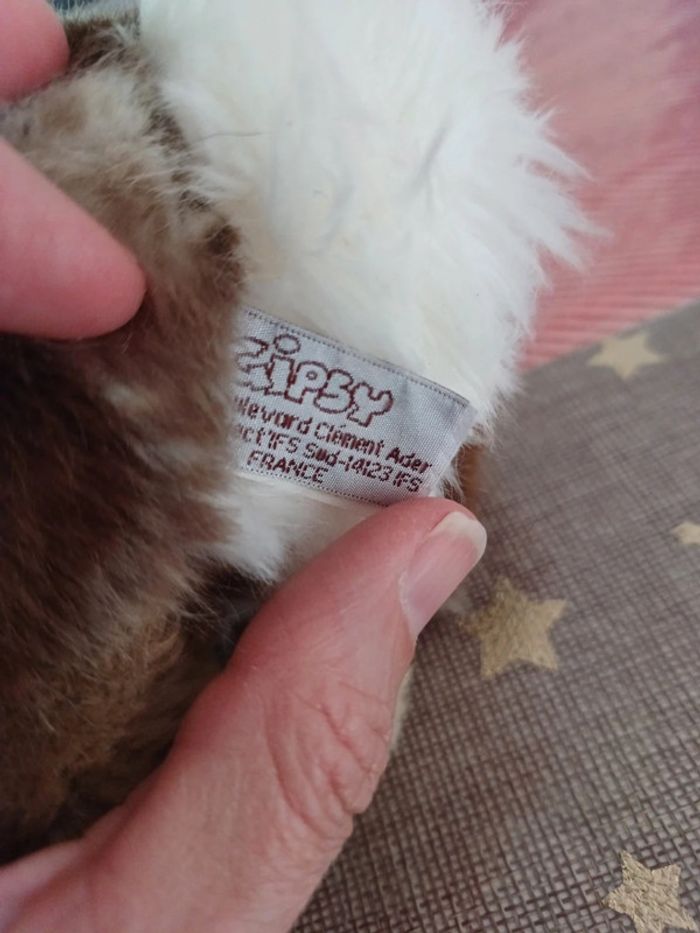 Zipsy
levard Clément Ader
ct'IFS Sud-14123 IFS
FRANCE